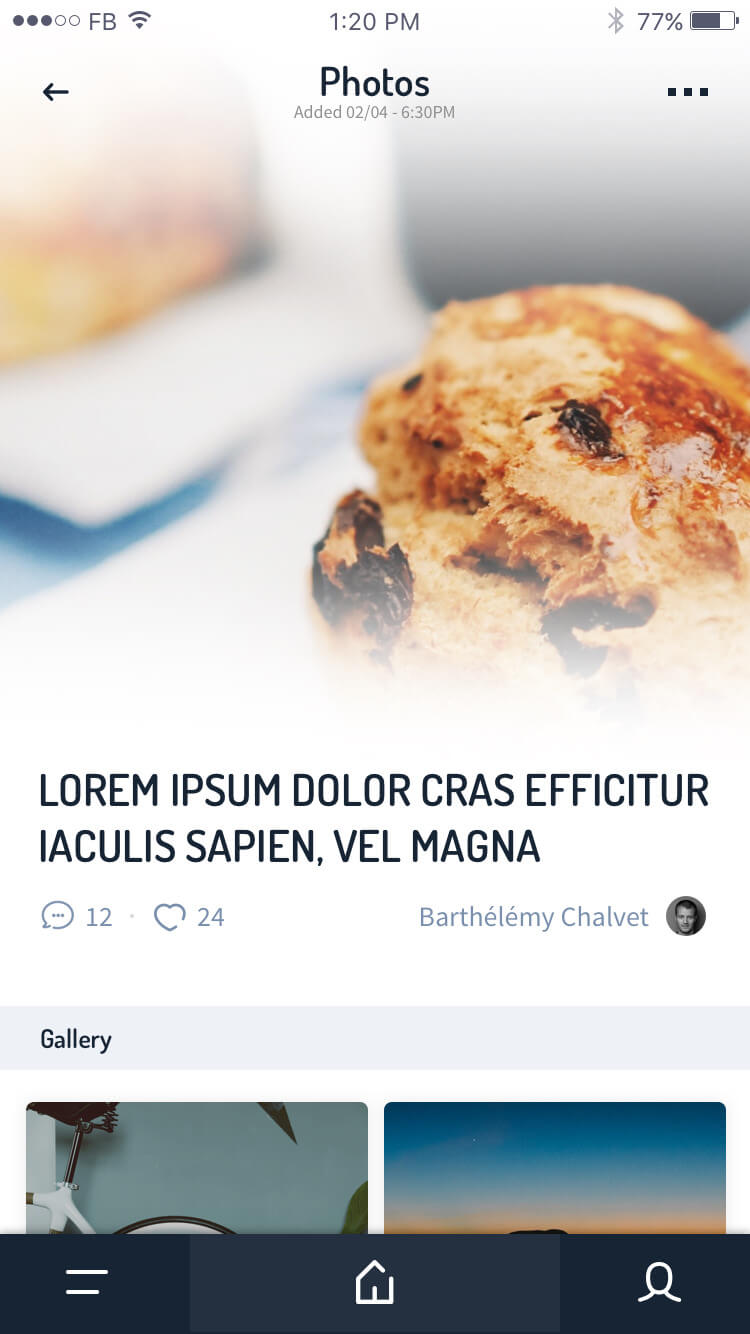 FB
1:20 PM
77%
Photos
Added 02/04 - 6:30PM
LOREM IPSUM DOLOR CRAS EFFICITUR
IACULIS SAPIEN, VEL MAGNA
12 · 24
Barthélémy Chalvet
Gallery